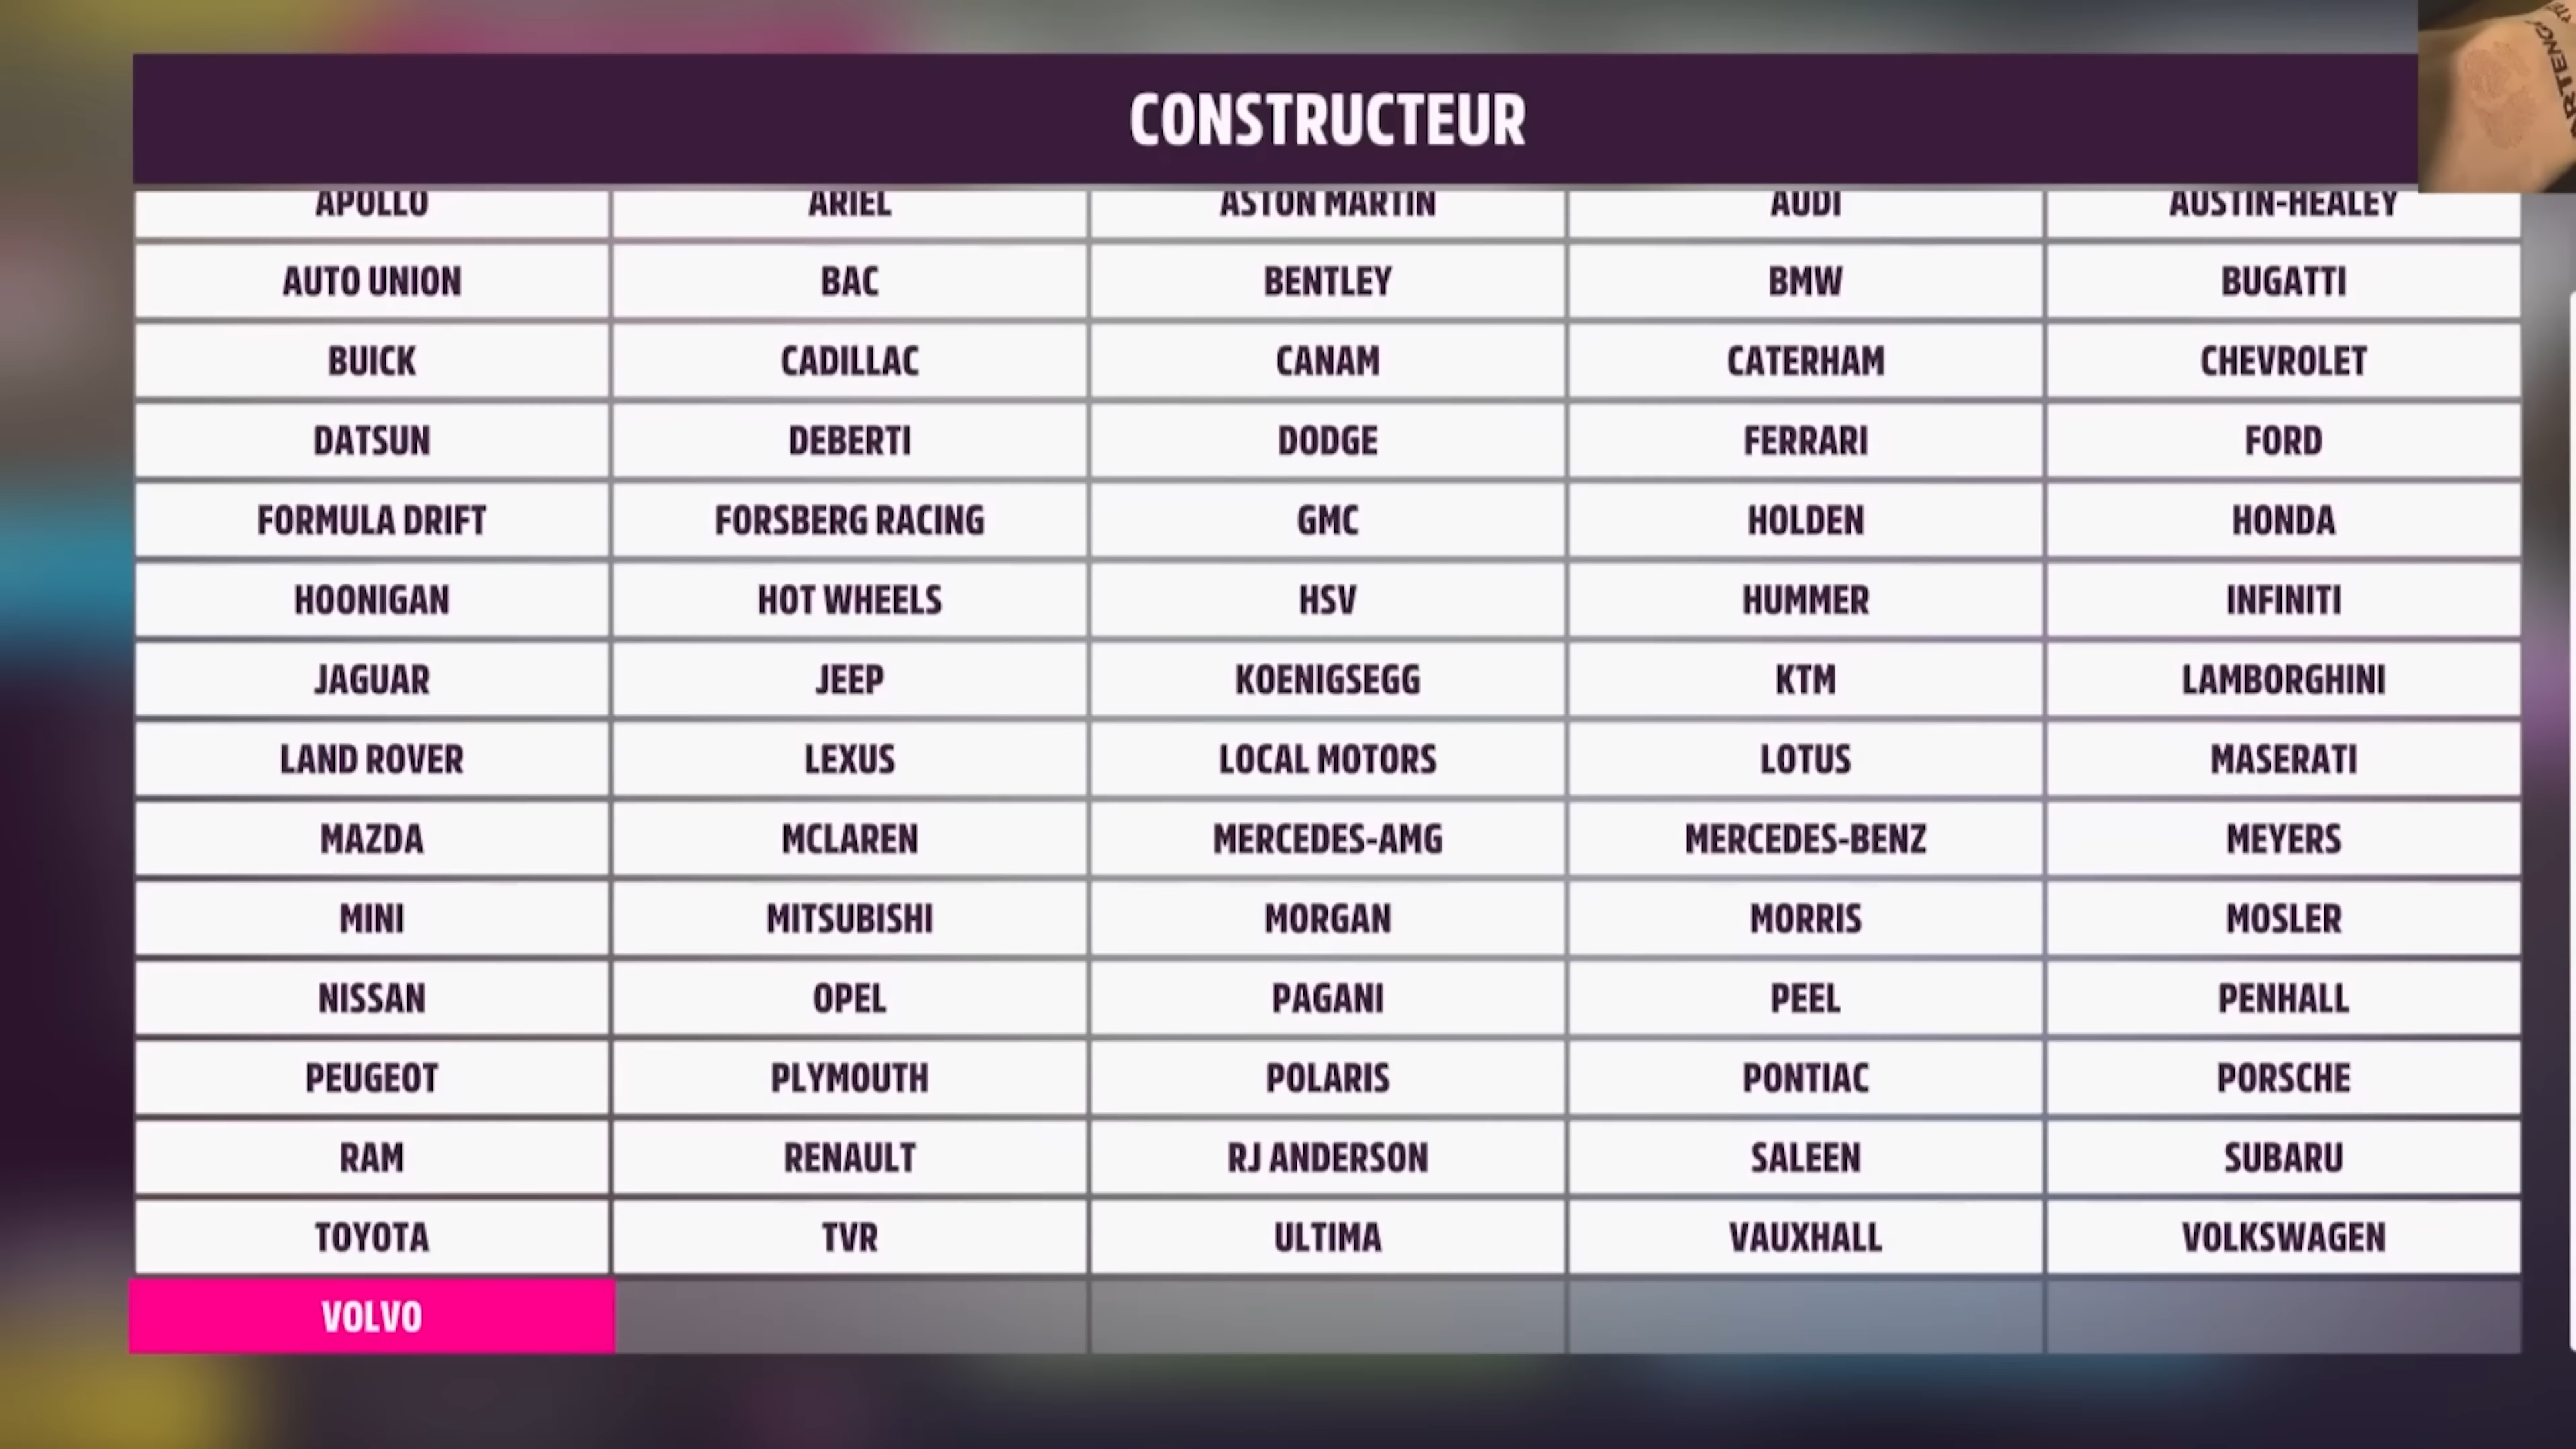 CONSTRUCTEUR
APOLLO ARIEL ASTON MARTIN AUDI AUSTIN-HEALEY
AUTO UNION BAC BENTLEY BMW BUGATTI
BUICK CADILLAC CANAM CATERHAM CHEVROLET
DATSUN DEBERTI DODGE FERRARI FORD
FORMULA DRIFT FORSBERG RACING GMC HOLDEN HONDA
HOONIGAN HOT WHEELS HSV HUMMER INFINITI
JAGUAR JEEP KOENIGSEGG KTM LAMBORGHINI
LAND ROVER LEXUS LOCAL MOTORS LOTUS MASERATI
MAZDA MCLAREN MERCEDES-AMG MERCEDES-BENZ MEYERS
MINI MITSUBISHI MORGAN MORRIS MOSLER
NISSAN OPEL PAGANI PEEL PENHALL
PEUGEOT PLYMOUTH POLARIS PONTIAC PORSCHE
RAM RENAULT RJ ANDERSON SALEEN SUBARU
TOYOTA TVR ULTIMA VAUXHALL VOLKSWAGEN
VOLVO